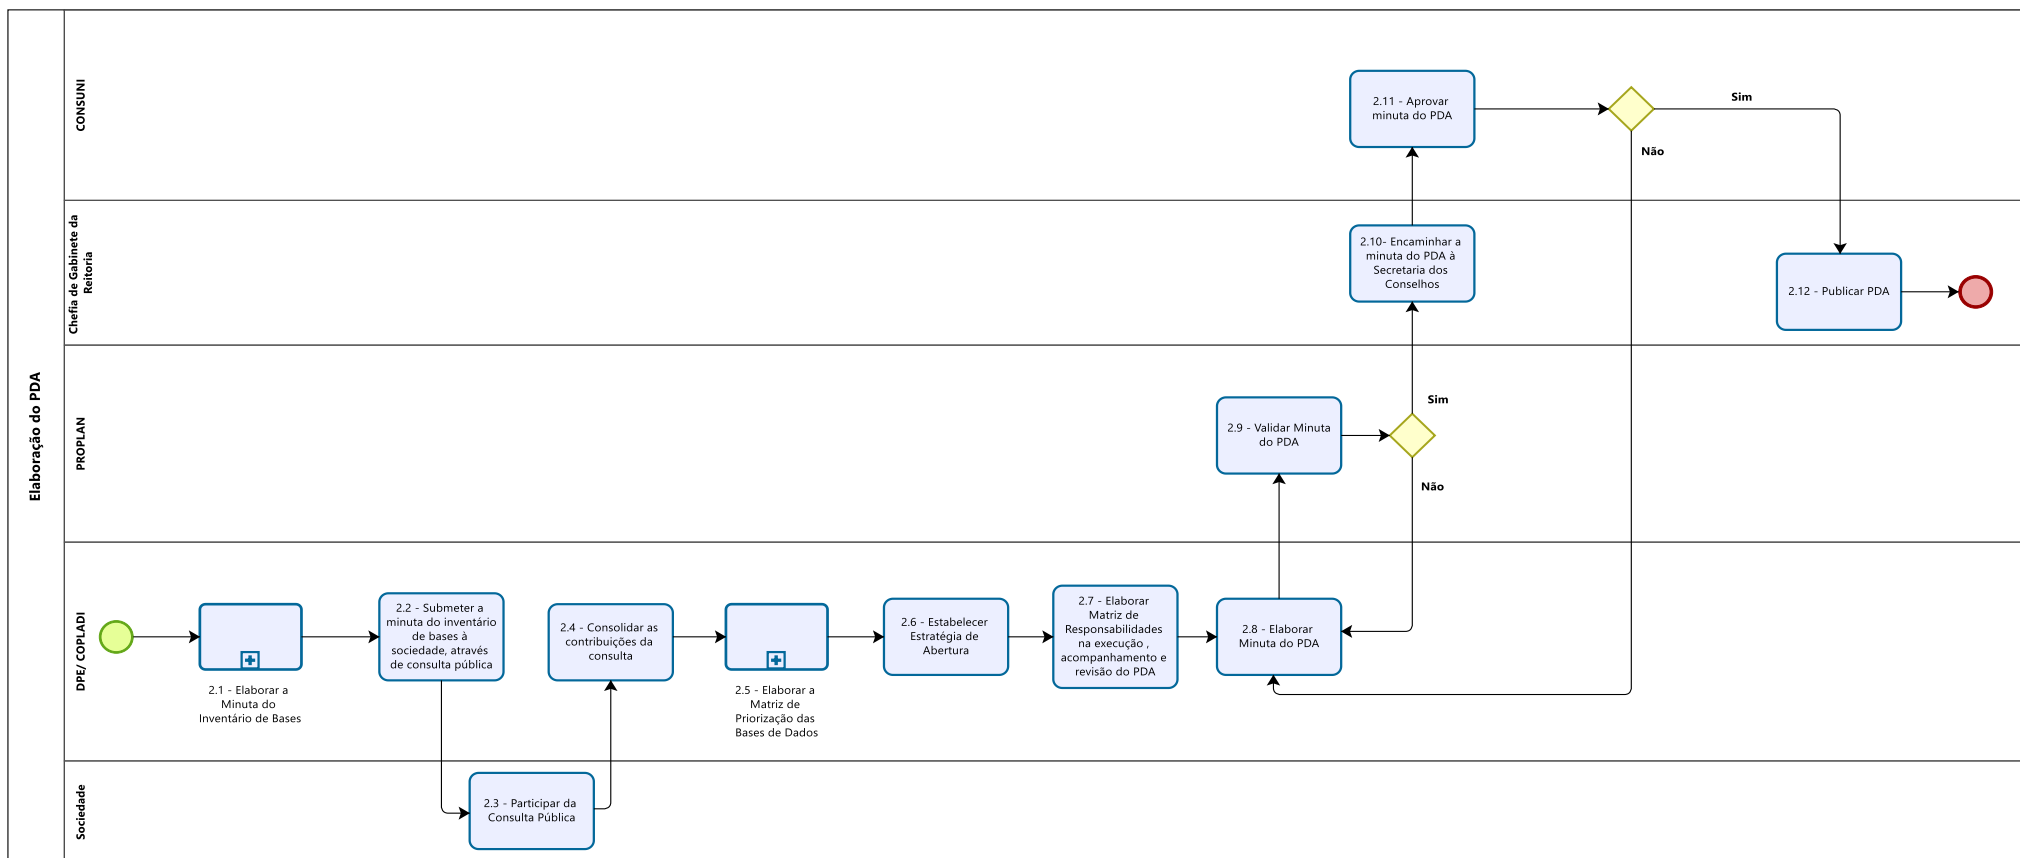 Elaboração do PDA
CONSUNI
2.11 - Aprovar
minuta do PDA
Sim
Não
Chefia de Gabinete da
Reitoria
2.10- Encaminhar a
minuta do PDA à
Secretaria dos
Conselhos
2.12 - Publicar PDA
PROPLAN
2.9 - Validar Minuta
do PDA
Sim
Não
DPE/ COPLADI
2.1 - Elaborar a
Minuta do
Inventário de Bases
2.2 - Submeter a
minuta do inventário
de bases à
sociedade, através
de consulta pública
2.4 - Consolidar as
contribuições da
consulta
2.5 - Elaborar a
Matriz de
Priorização das
Bases de Dados
2.6 - Estabelecer
Estratégia de
Abertura
2.7 - Elaborar
Matriz de
Responsabilidades
na execução ,
acompanhamento e
revisão do PDA
2.8 - Elaborar
Minuta do PDA
Sociedade
2.3 - Participar da
Consulta Pública